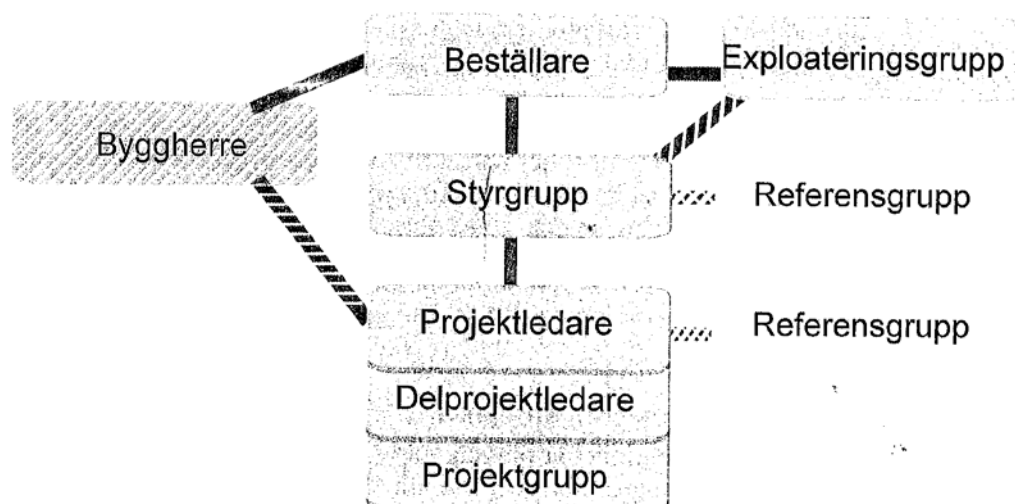 Beställare
Exploateringsgrupp
Byggherre
Styrgrupp
Referensgrupp
Projektledare
Referensgrupp
Delprojektledare
Projektgrupp